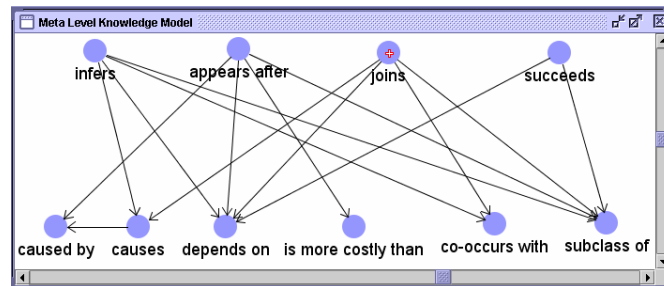 Meta Level Knowledge Model
infers
appears after
joins
succeeds
caused by
causes
depends on
is more costly than
co-occurs with
subclass of